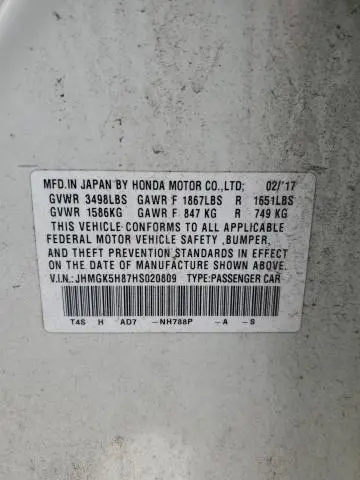 MFD.IN JAPAN BY HONDA MOTOR CO.,LTD; 02/'17
GVWR 3498LBS GAWR F 1867LBS R 1651LBS
GVWR 1586KG GAWR F 847 KG R 749 KG
THIS VEHICLE CONFORMS TO ALL APPLICABLE
FEDERAL MOTOR VEHICLE SAFETY ,BUMPER,
AND THEFT PREVENTION STANDARDS IN EFFECT
ON THE DATE OF MANUFACTURE SHOWN ABOVE.
V.I.N.: JHMGK5H87HS020809 TYPE:PASSENGER CAR
T4S H AD7 -NH788P -A -S